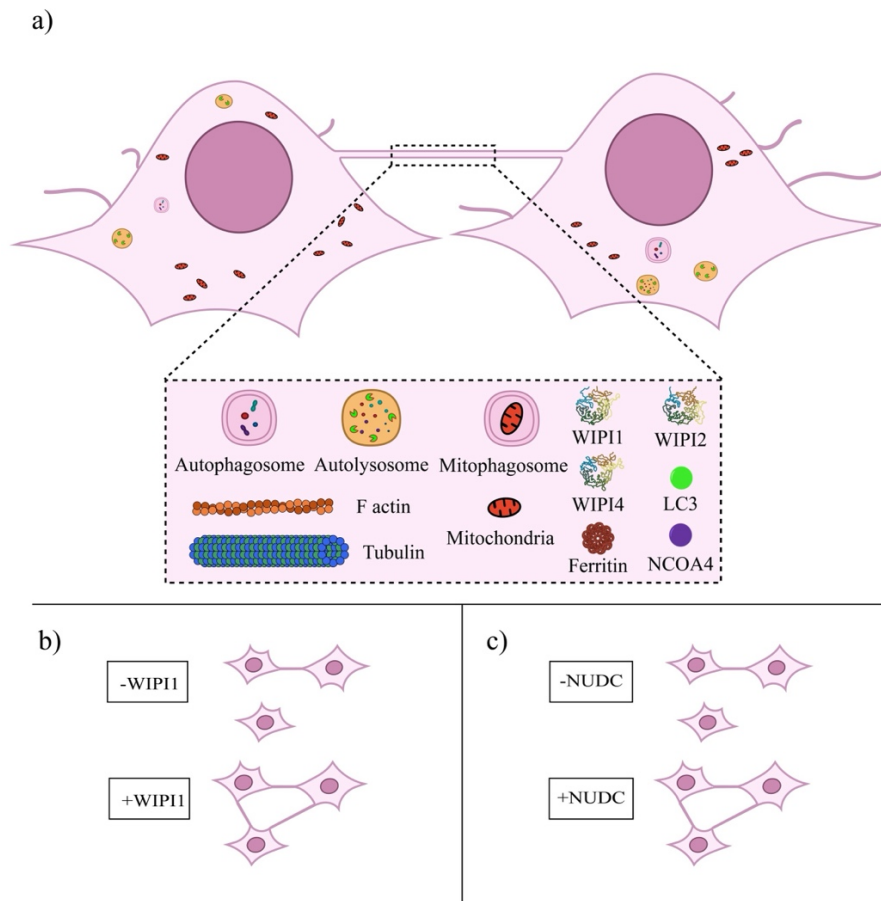 a)
Autophagosome Autolysosome Mitophagosome WIPI1 WIPI2
F actin WIPI4 LC3
Tubulin Mitochondria Ferritin NCOA4
b)
-WIPI1
+WIPI1
c)
-NUDC
+NUDC